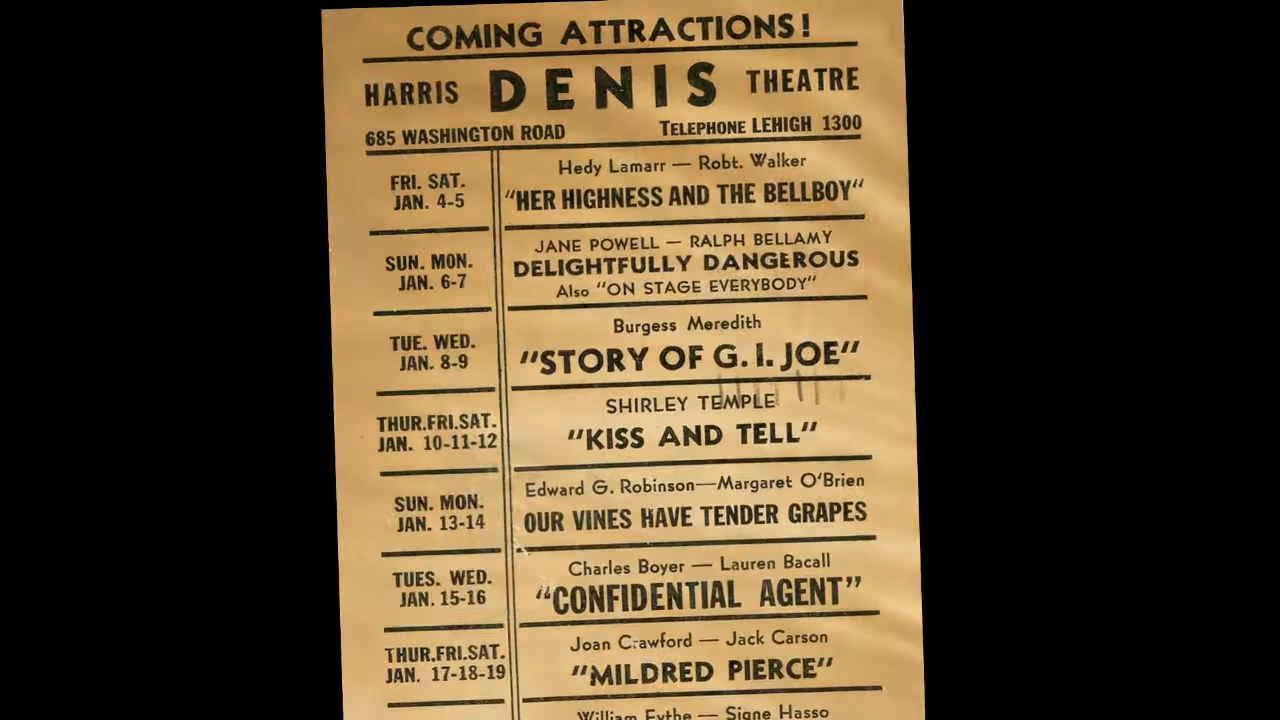 COMING ATTRACTIONS!
HARRIS DENIS THEATRE
685 WASHINGTON ROAD TELEPHONE LEHIGH 1300
FRI. SAT.
JAN. 4-5
Hedy Lamarr — Robt. Walker
"HER HIGHNESS AND THE BELLBOY"
SUN. MON.
JAN. 6-7
JANE POWELL — RALPH BELLAMY
DELIGHTFULLY DANGEROUS
Also "ON STAGE EVERYBODY"
TUE. WED.
JAN. 8-9
Burgess Meredith
"STORY OF G. I. JOE"
THUR.FRI.SAT.
JAN. 10-11-12
SHIRLEY TEMPLE
"KISS AND TELL"
SUN. MON.
JAN. 13-14
Edward G. Robinson—Margaret O'Brien
OUR VINES HAVE TENDER GRAPES
TUES. WED.
JAN. 15-16
Charles Boyer — Lauren Bacall
"CONFIDENTIAL AGENT"
THUR.FRI.SAT.
JAN. 17-18-19
Joan Crawford — Jack Carson
"MILDRED PIERCE"
William Eythe — Signe Hasso